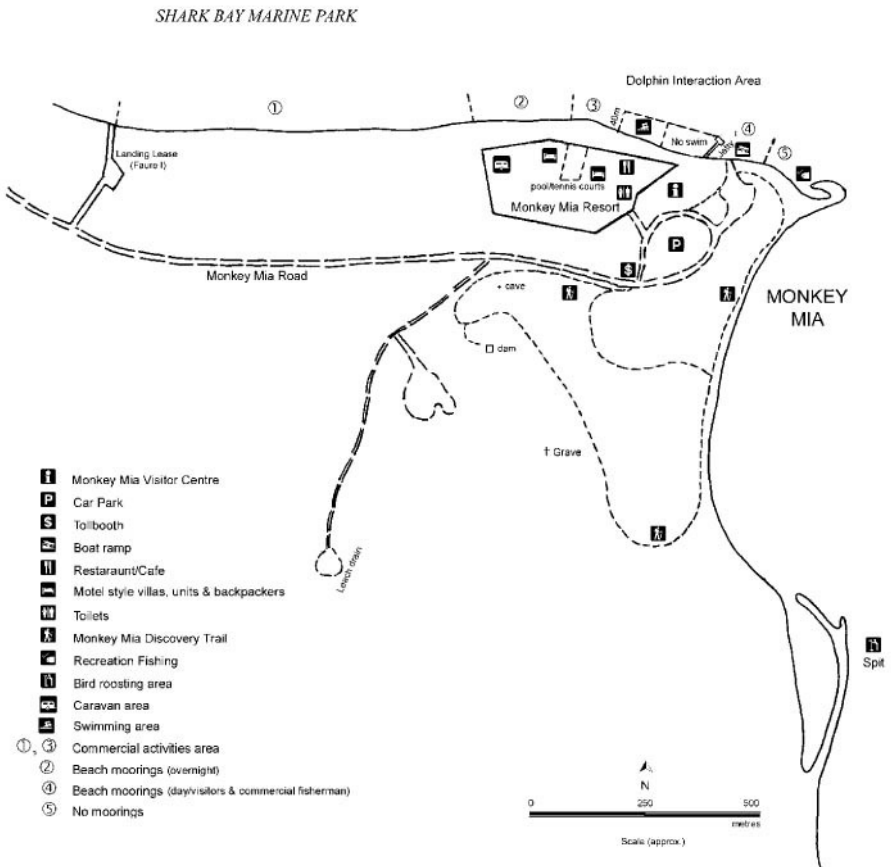 SHARK BAY MARINE PARK
Dolphin Interaction Area
①
②
③
④
⑤
40m
No swim
Jetty
Landing Lease
(Faure I)
pool/tennis courts
Monkey Mia Resort
Monkey Mia Road
MONKEY
MIA
cave
dam
Grave
Leach drain
Spit
Monkey Mia Visitor Centre
P Car Park
$ Tollbooth
Boat ramp
Restaraunt/Cafe
Motel style villas, units & backpackers
Toilets
Monkey Mia Discovery Trail
Recreation Fishing
Bird roosting area
Caravan area
Swimming area
①, ③ Commercial activities area
② Beach moorings (overnight)
④ Beach moorings (day/visitors & commercial fisherman)
⑤ No moorings
N
0 250 500
metres
Scale (approx.)